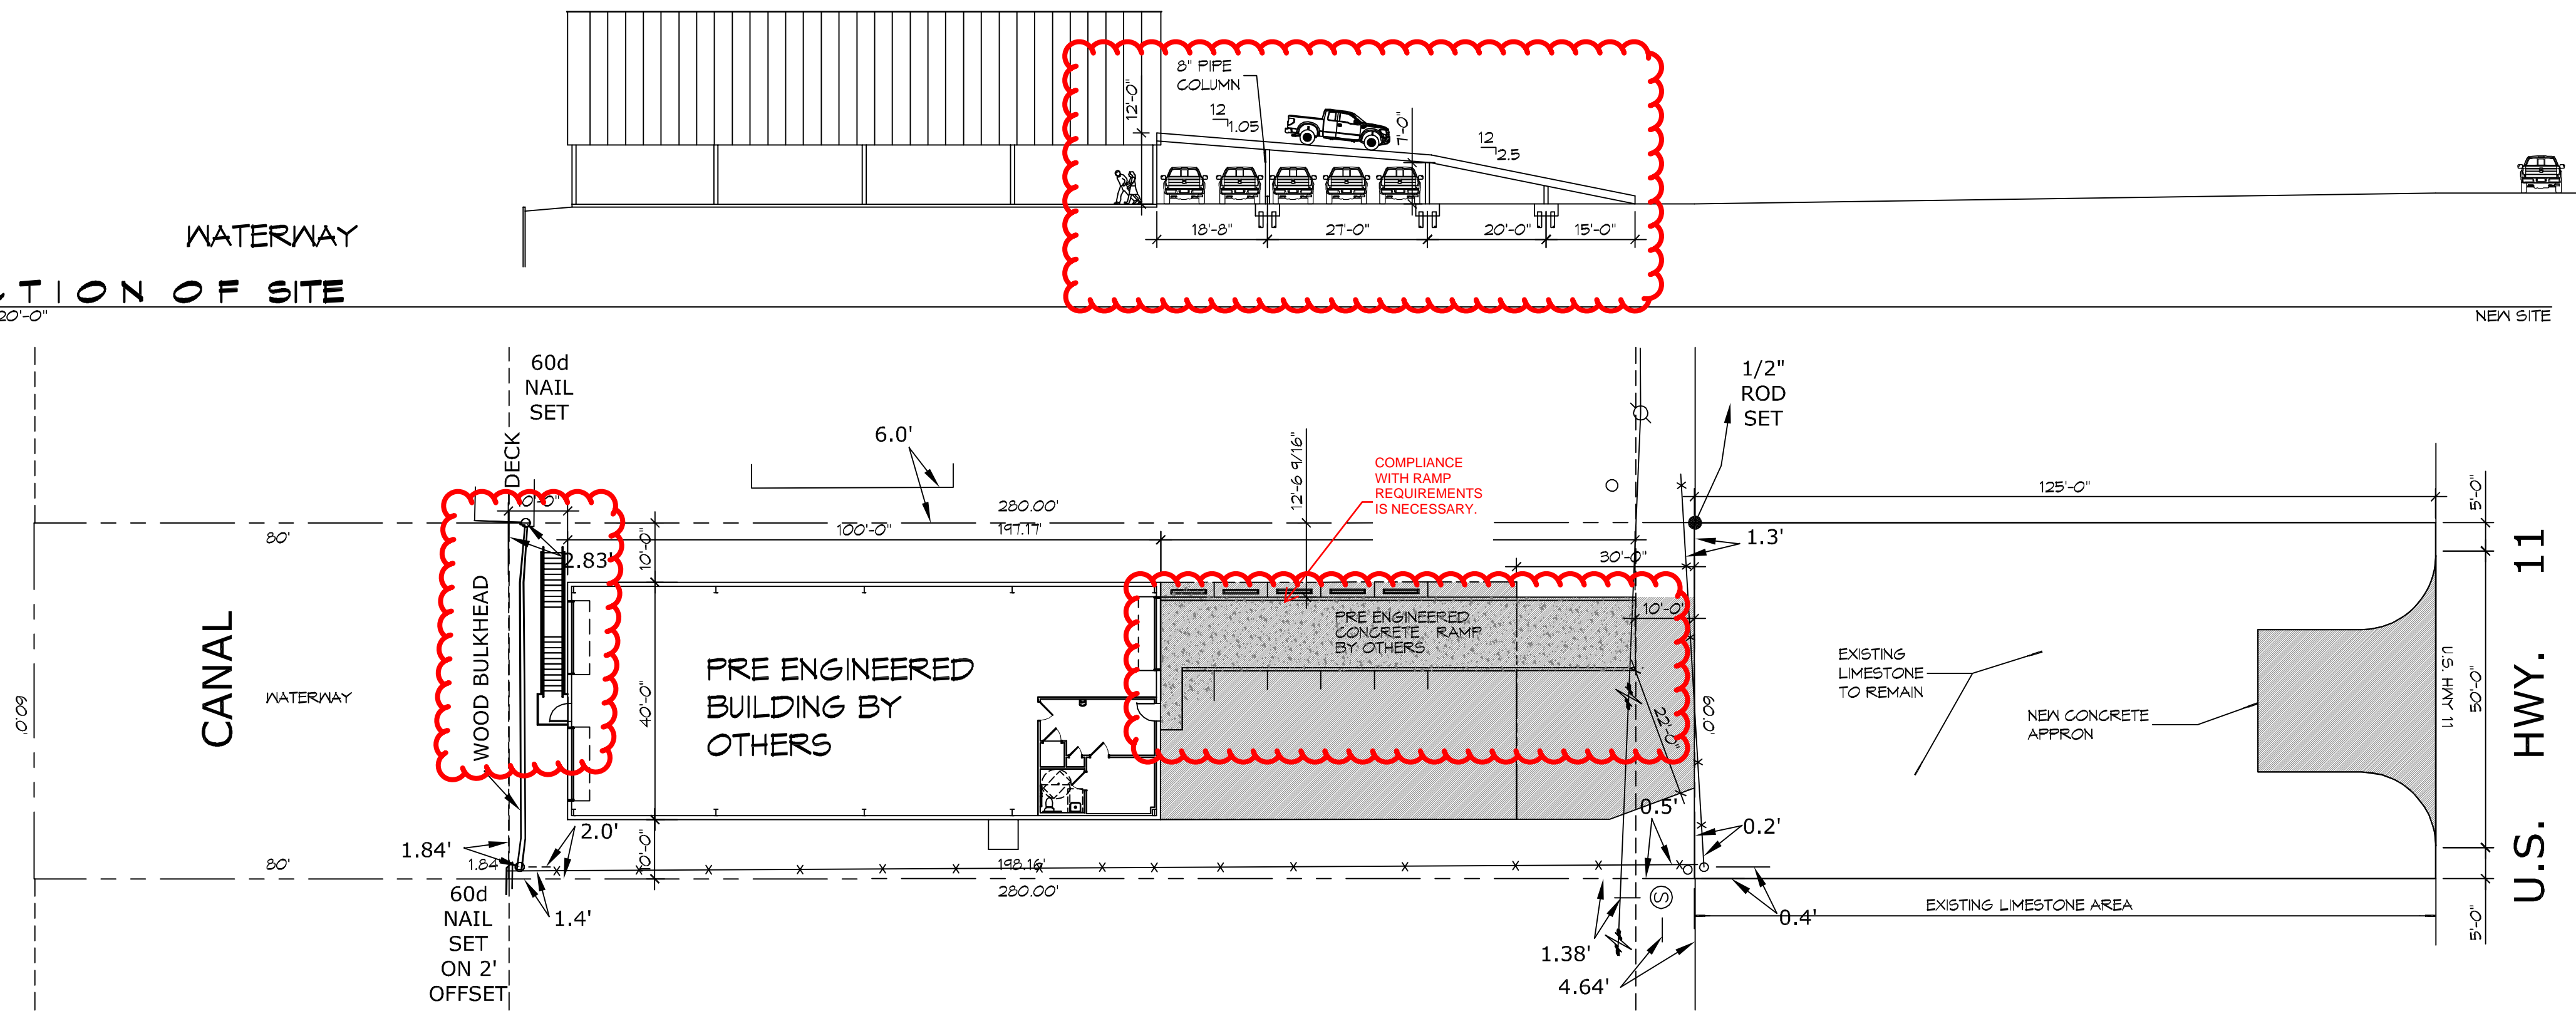 8" PIPE
COLUMN
12'-0"
12
1.05
7'-0"
12
2.5
18'-8"
27'-0"
20'-0"
15'-0"
WATERWAY
TION OF SITE
20'-0"
NEW SITE
60d
NAIL
SET
DECK
6.0'
1/2"
ROD
SET
12'-6 9/16"
COMPLIANCE
WITH RAMP
REQUIREMENTS
IS NECESSARY.
280.00'
100'-0"
197.17'
125'-0"
5'-0"
80'
0'-0"
2.83'
10'-0"
30'-0"
1.3'
10'-0"
PRE ENGINEERED
CONCRETE RAMP
BY OTHERS
60.0'
CANAL
WATERWAY
WOOD BULKHEAD
PRE ENGINEERED
BUILDING BY
OTHERS
40'-0"
22'-0"
60.0'
EXISTING
LIMESTONE
TO REMAIN
NEW CONCRETE
APPRON
U.S. HWY 11
50'-0"
U.S. HWY. 11
0.5'
0.2'
2.0'
1.84'
80'
1.84'
10'-0"
198.16'
280.00'
60d
NAIL
SET
ON 2'
OFFSET
1.4'
S
1.38'
4.64'
0.4'
EXISTING LIMESTONE AREA
5'-0"